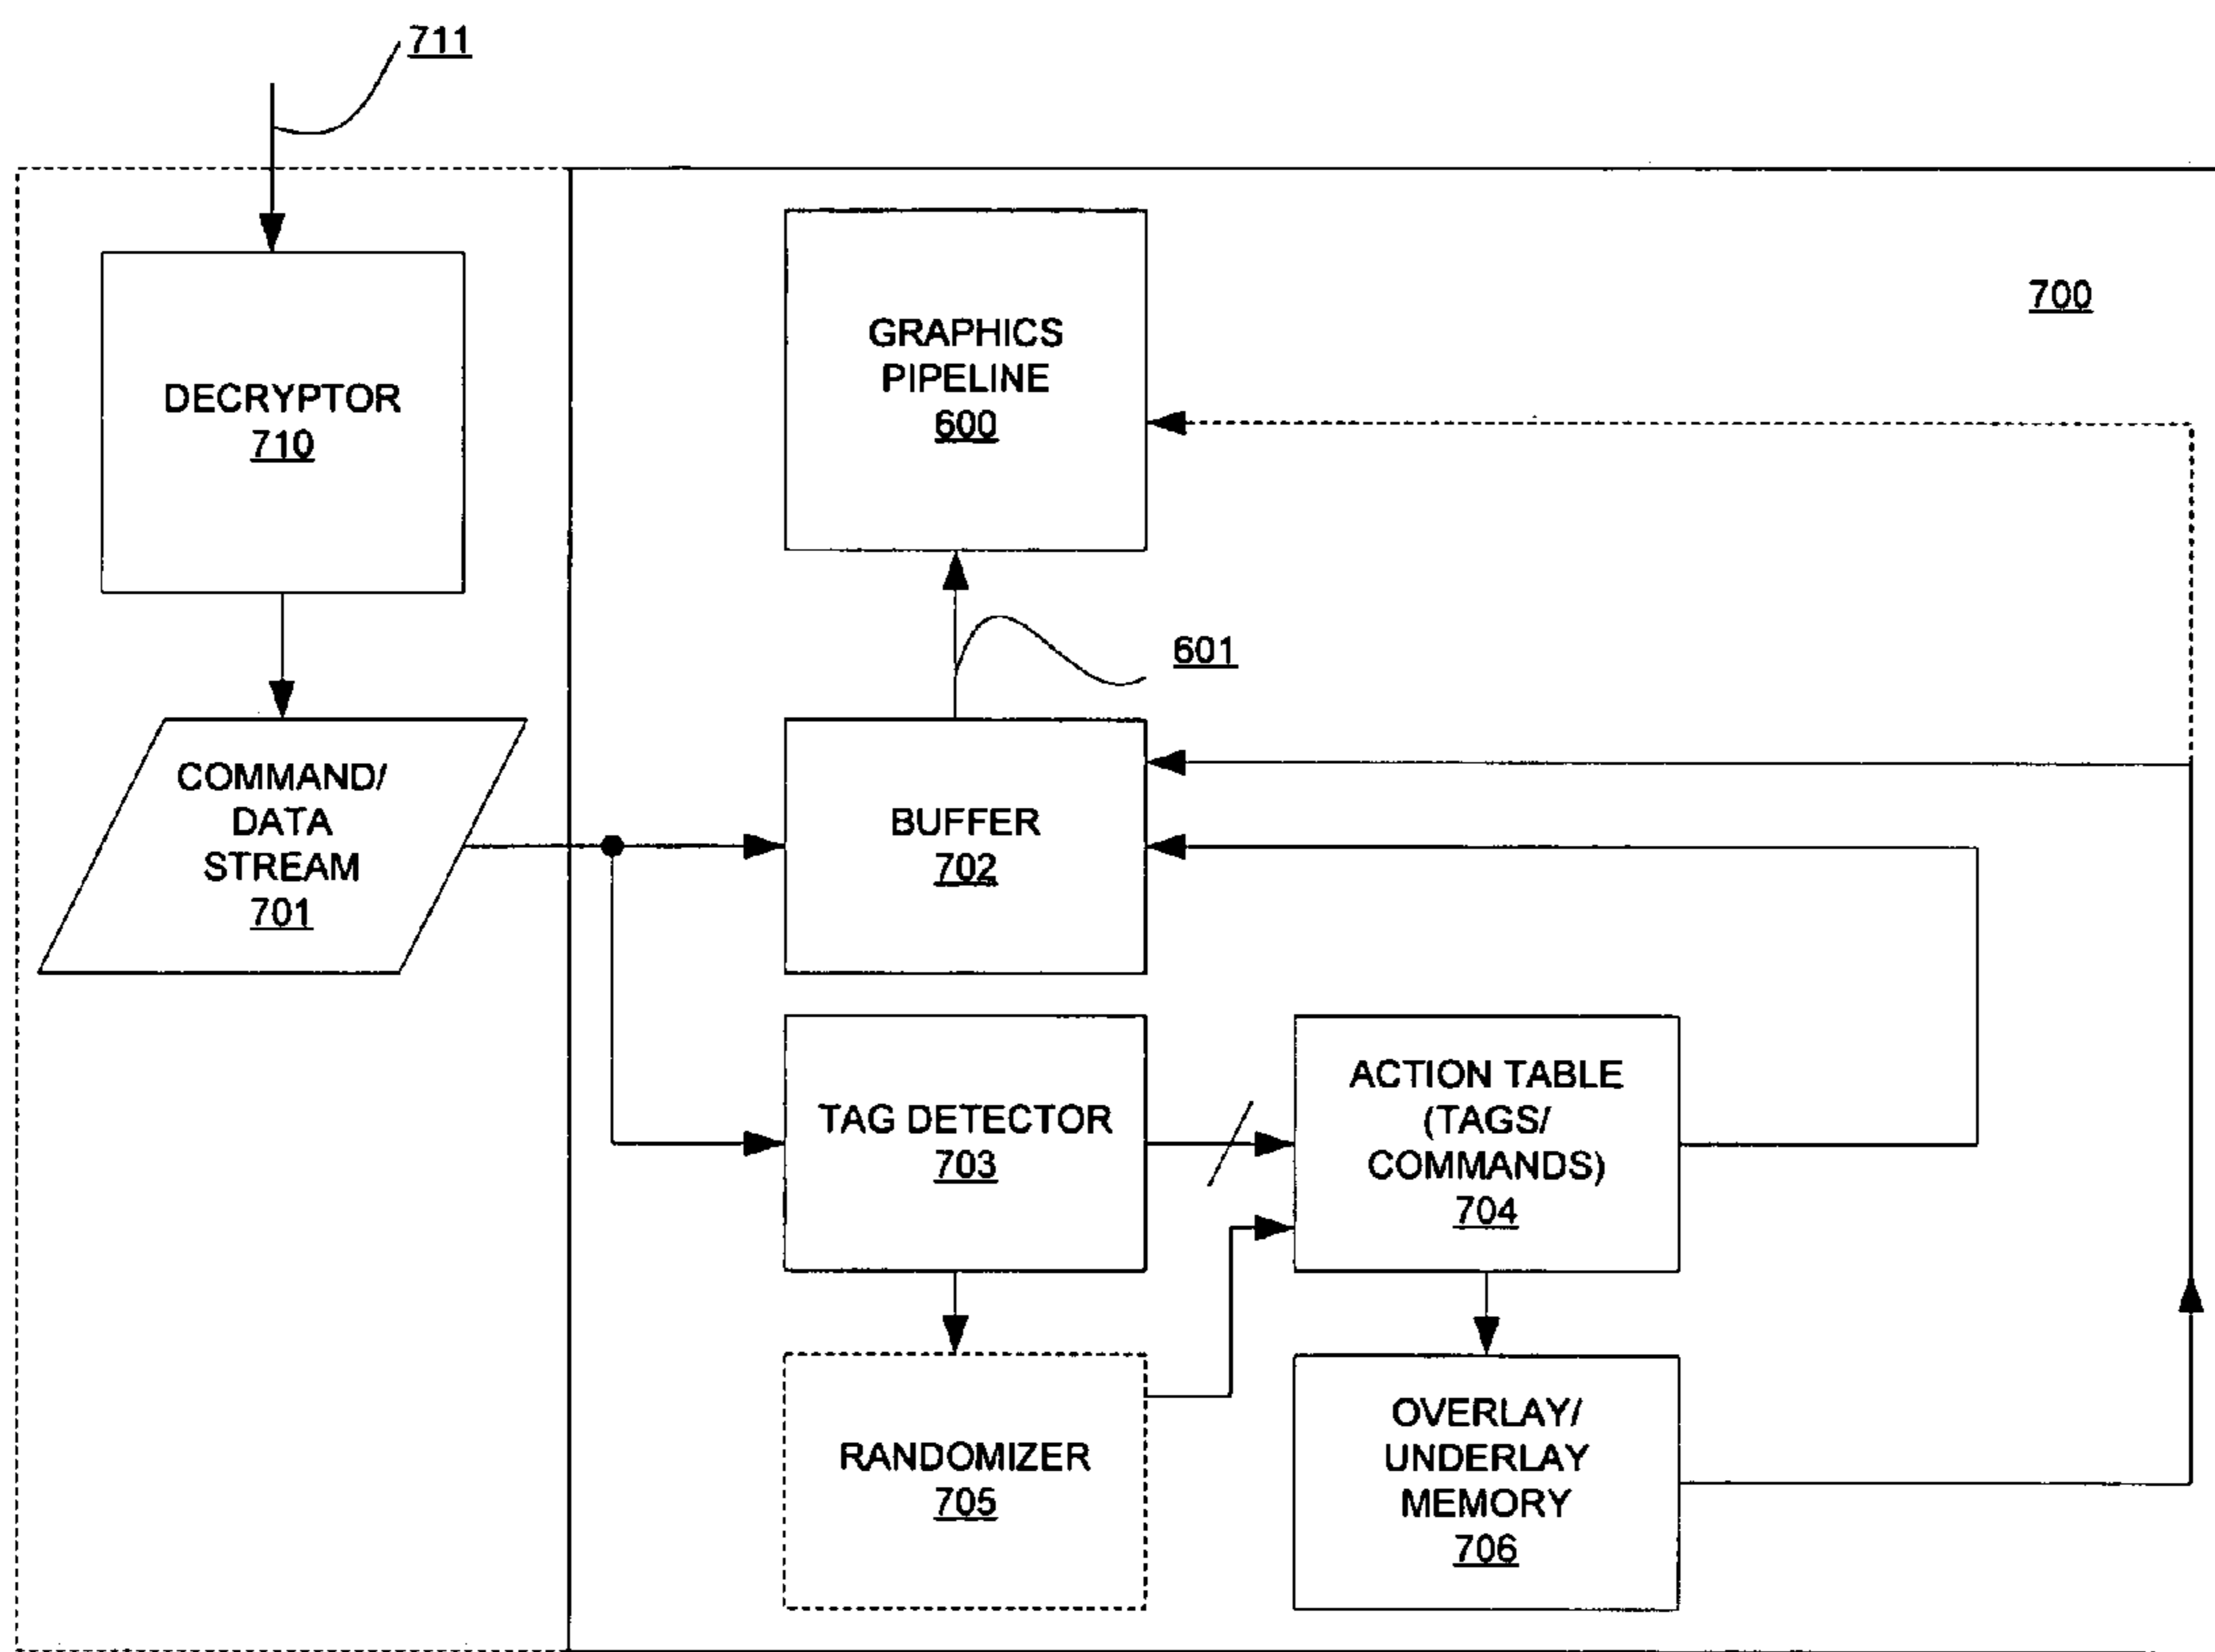 711
700
DECRYPTOR
710
GRAPHICS
PIPELINE
600
601
COMMAND/
DATA
STREAM
701
BUFFER
702
TAG DETECTOR
703
ACTION TABLE
(TAGS/
COMMANDS)
704
RANDOMIZER
705
OVERLAY/
UNDERLAY
MEMORY
706